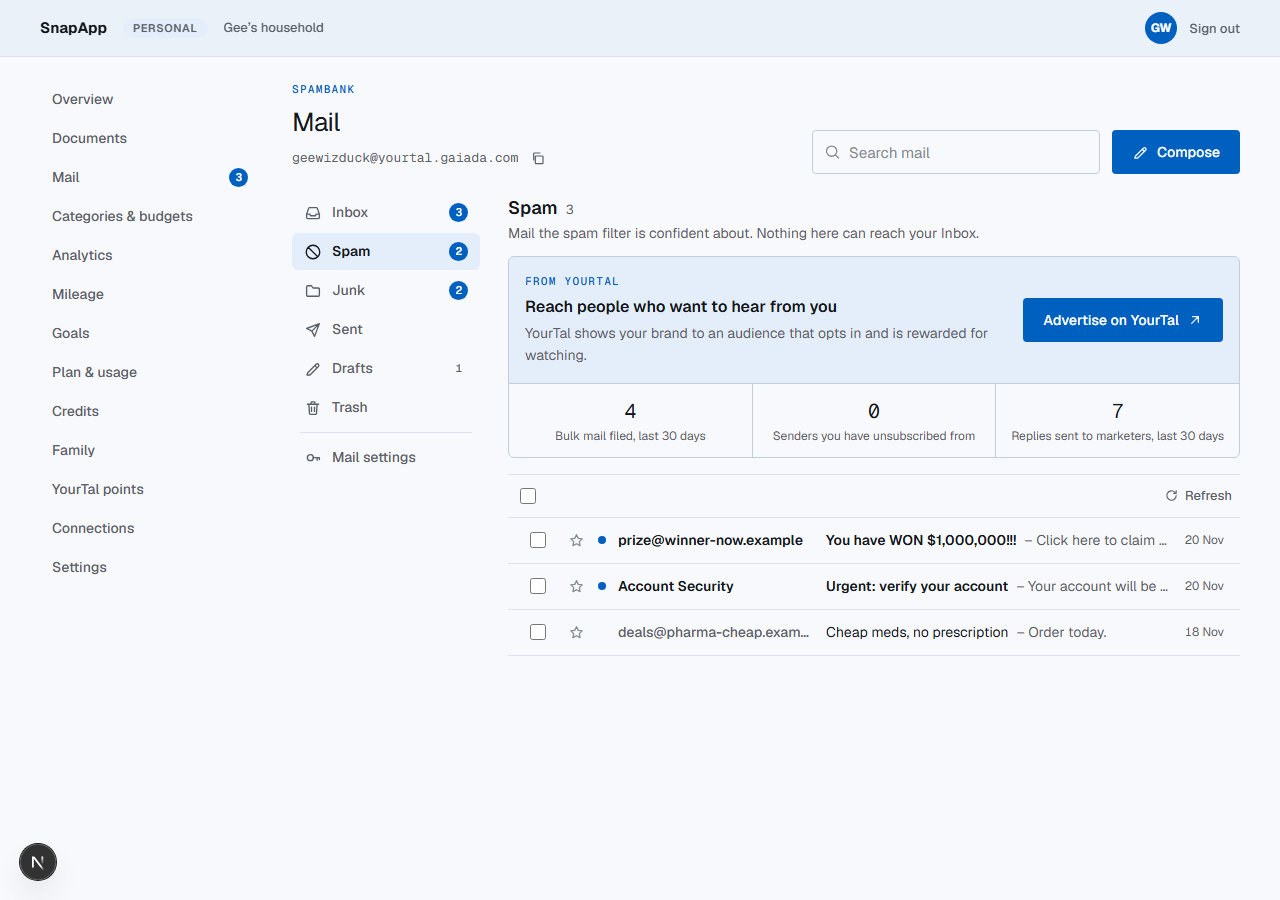 SnapApp PERSONAL Gee's household
GW Sign out
Overview
Documents
Mail 3
Categories & budgets
Analytics
Mileage
Goals
Plan & usage
Credits
Family
YourTal points
Connections
Settings
SPAMBANK
Mail
geewizduck@yourtal.gaiada.com
Search mail
Compose
Inbox 3
Spam 2
Junk 2
Sent
Drafts 1
Trash
Mail settings
Spam 3
Mail the spam filter is confident about. Nothing here can reach your Inbox.
FROM YOURTAL
Reach people who want to hear from you
YourTal shows your brand to an audience that opts in and is rewarded for
watching.
Advertise on YourTal
4
Bulk mail filed, last 30 days
0
Senders you have unsubscribed from
7
Replies sent to marketers, last 30 days
Refresh
prize@winner-now.example You have WON $1,000,000!!! – Click here to claim ... 20 Nov
Account Security Urgent: verify your account – Your account will be ... 20 Nov
deals@pharma-cheap.exam... Cheap meds, no prescription – Order today. 18 Nov
N